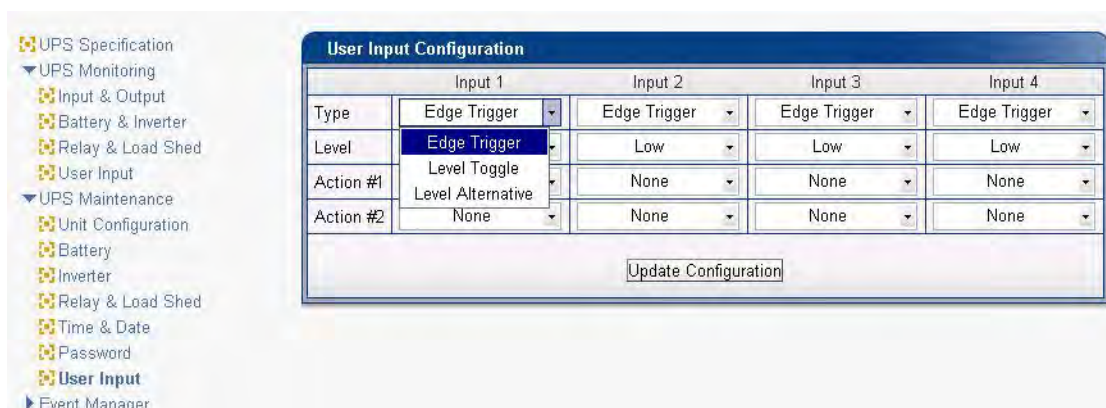 UPS Specification
UPS Monitoring
Input & Output
Battery & Inverter
Relay & Load Shed
User Input
UPS Maintenance
Unit Configuration
Battery
Inverter
Relay & Load Shed
Time & Date
Password
User Input
Event Manager
User Input Configuration
Input 1 Input 2 Input 3 Input 4
Type Edge Trigger Edge Trigger Edge Trigger Edge Trigger
Level Edge Trigger Low Low Low
Level Toggle
Action #1 None None None
Level Alternative
Action #2 None None None None
Update Configuration